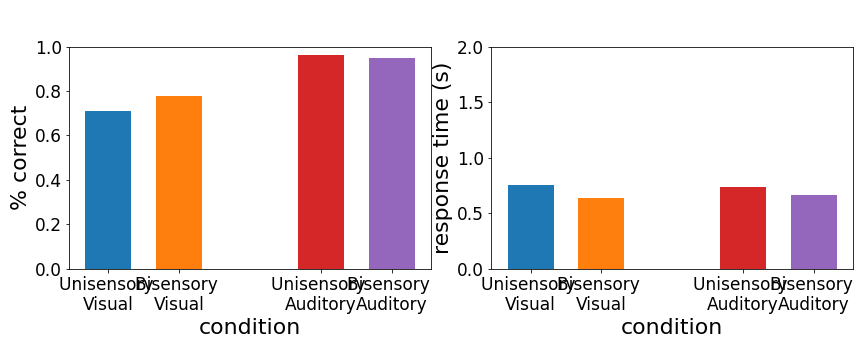 % correct
1.0
0.8
0.6
0.4
0.2
0.0
Unisensory
Visual
Bisensory
Visual
Unisensory
Auditory
Bisensory
Auditory
condition
response time (s)
2.0
1.5
1.0
0.5
0.0
Unisensory
Visual
Bisensory
Visual
Unisensory
Auditory
Bisensory
Auditory
condition